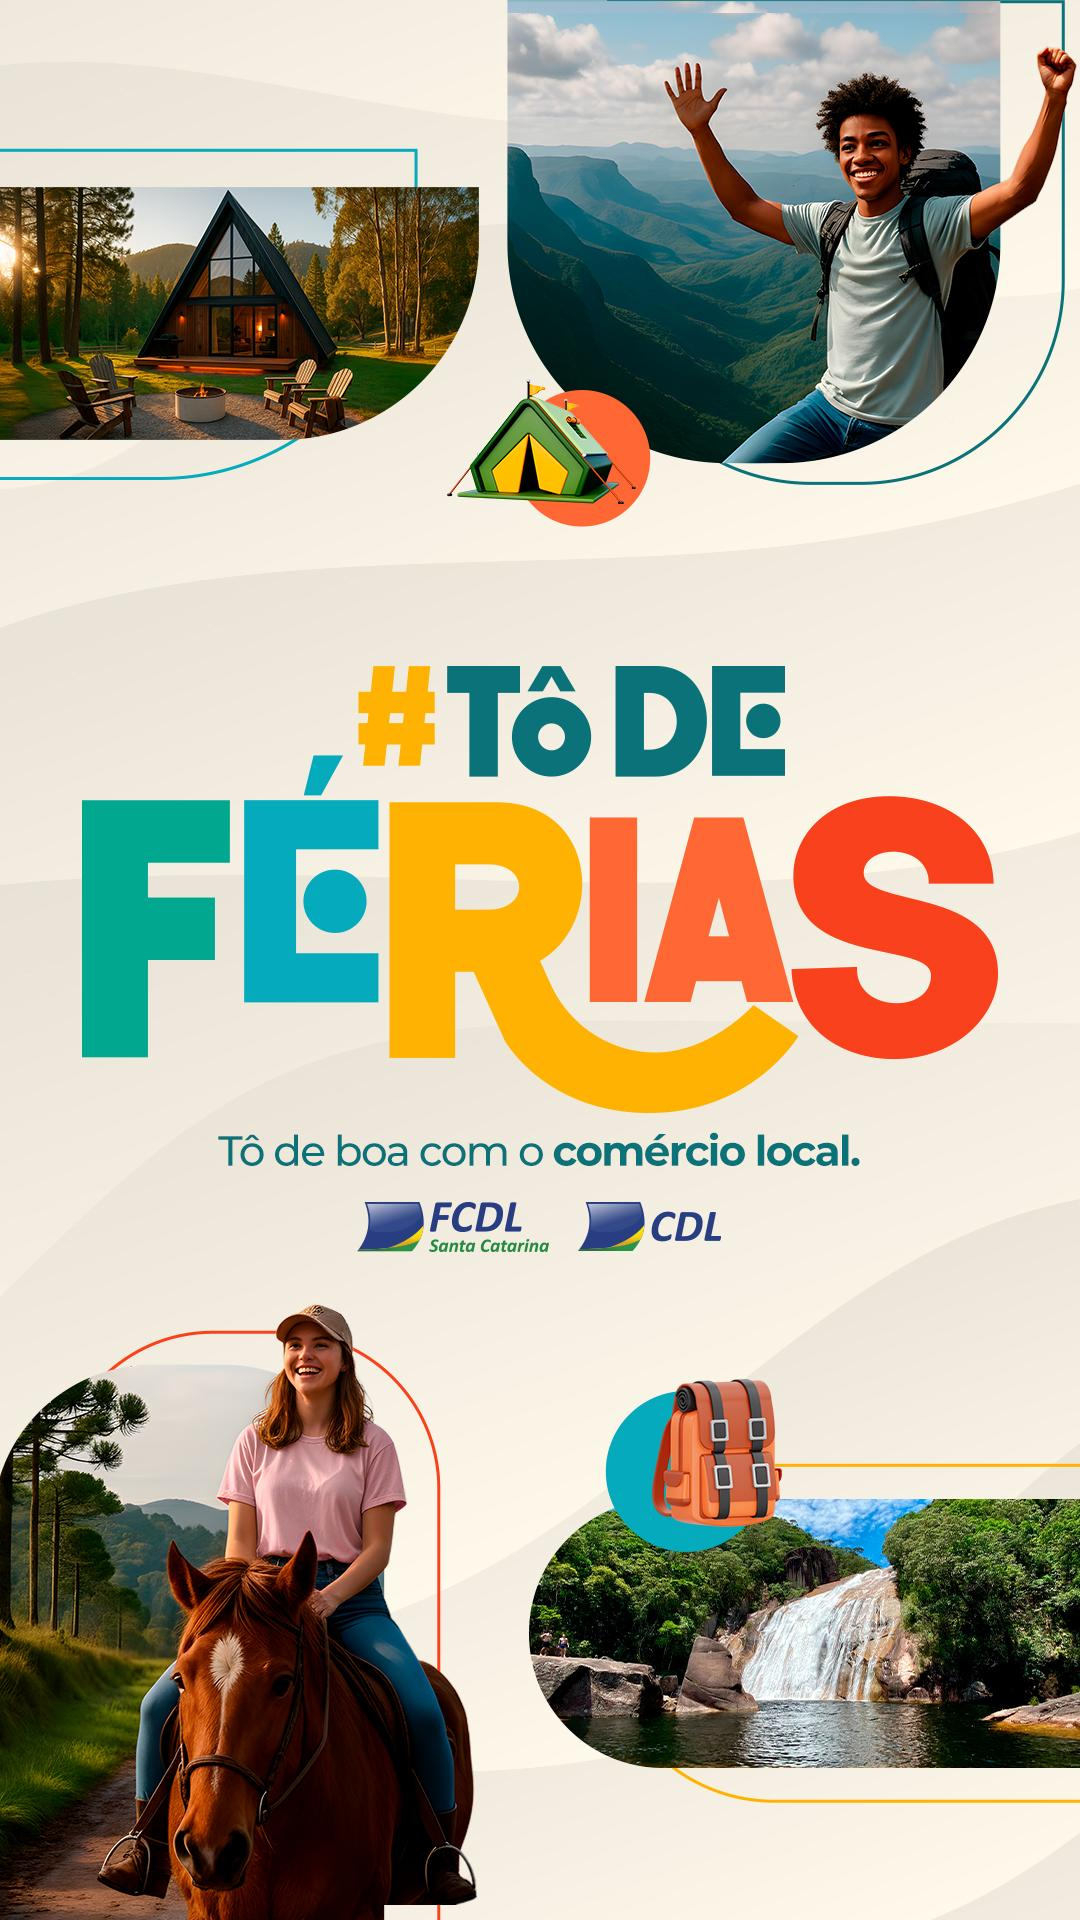 #TÔ DE
FÉRIAS
Tô de boa com o comércio local.
FCDL
Santa Catarina
CDL